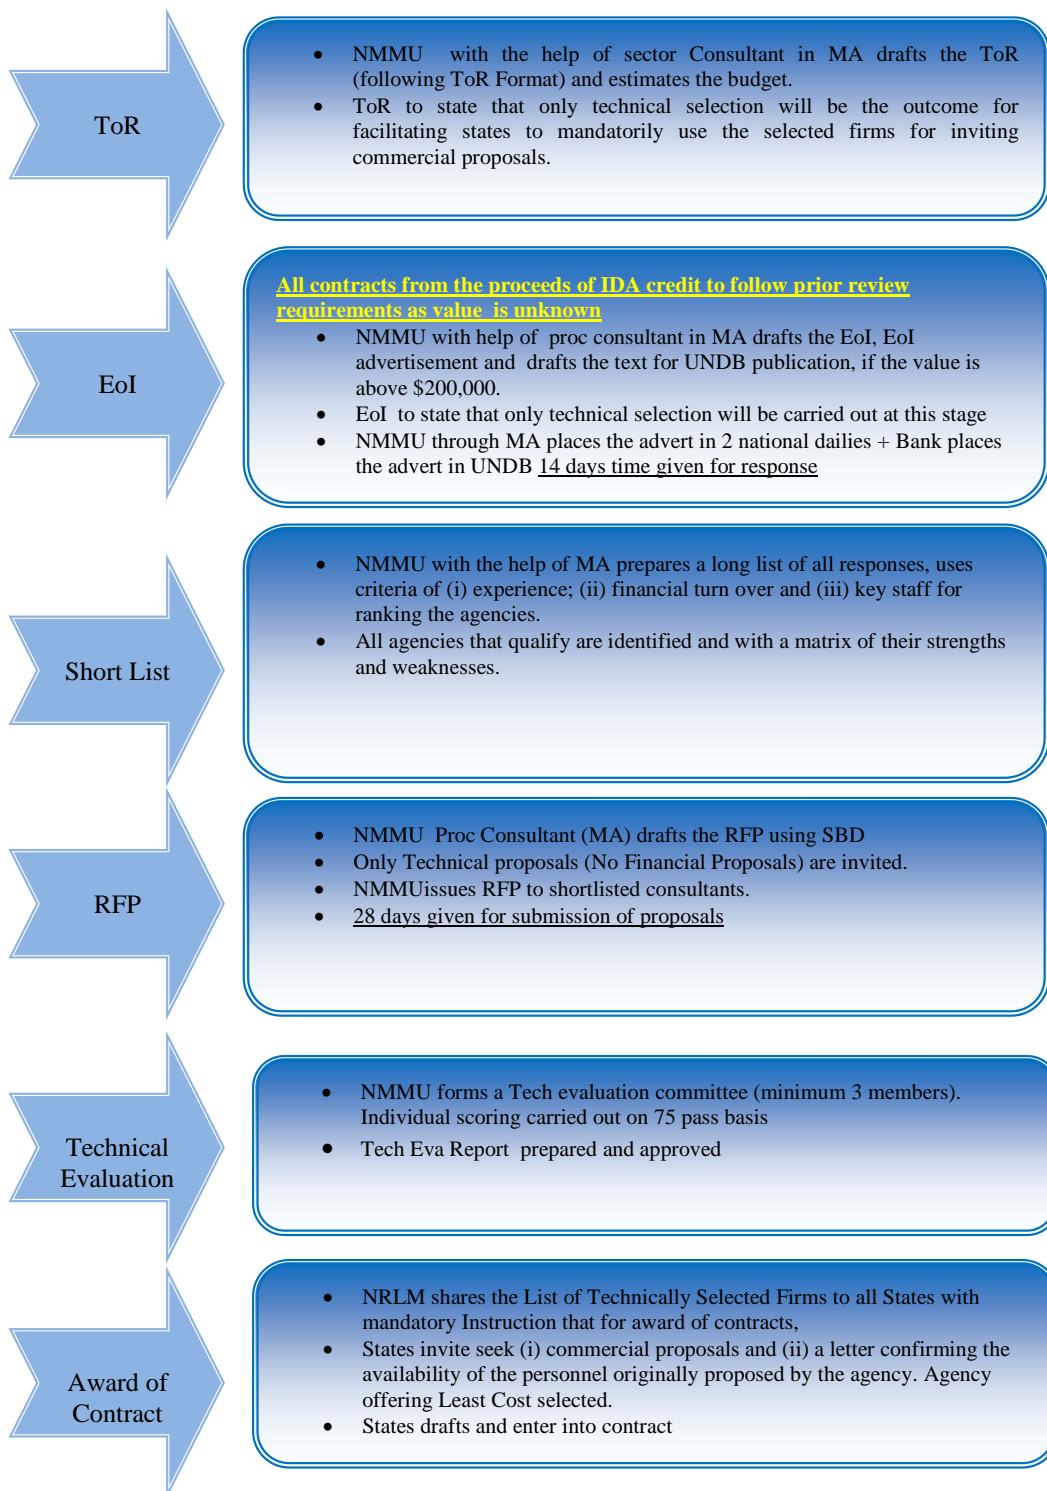 ToR
• NMMU with the help of sector Consultant in MA drafts the ToR
(following ToR Format) and estimates the budget.
• ToR to state that only technical selection will be the outcome for
facilitating states to mandatorily use the selected firms for inviting
commercial proposals.
EoI
All contracts from the proceeds of IDA credit to follow prior review
requirements as value is unknown
• NMMU with help of proc consultant in MA drafts the EoI, EoI
advertisement and drafts the text for UNDB publication, if the value is
above $200,000.
• EoI to state that only technical selection will be carried out at this stage
• NMMU through MA places the advert in 2 national dailies + Bank places
the advert in UNDB 14 days time given for response
Short List
• NMMU with the help of MA prepares a long list of all responses, uses
criteria of (i) experience; (ii) financial turn over and (iii) key staff for
ranking the agencies.
• All agencies that qualify are identified and with a matrix of their strengths
and weaknesses.
RFP
• NMMU Proc Consultant (MA) drafts the RFP using SBD
• Only Technical proposals (No Financial Proposals) are invited.
• NMMUissues RFP to shortlisted consultants.
• 28 days given for submission of proposals
Technical
Evaluation
• NMMU forms a Tech evaluation committee (minimum 3 members).
Individual scoring carried out on 75 pass basis
• Tech Eva Report prepared and approved
Award of
Contract
• NRLM shares the List of Technically Selected Firms to all States with
mandatory Instruction that for award of contracts,
• States invite seek (i) commercial proposals and (ii) a letter confirming the
availability of the personnel originally proposed by the agency. Agency
offering Least Cost selected.
• States drafts and enter into contract